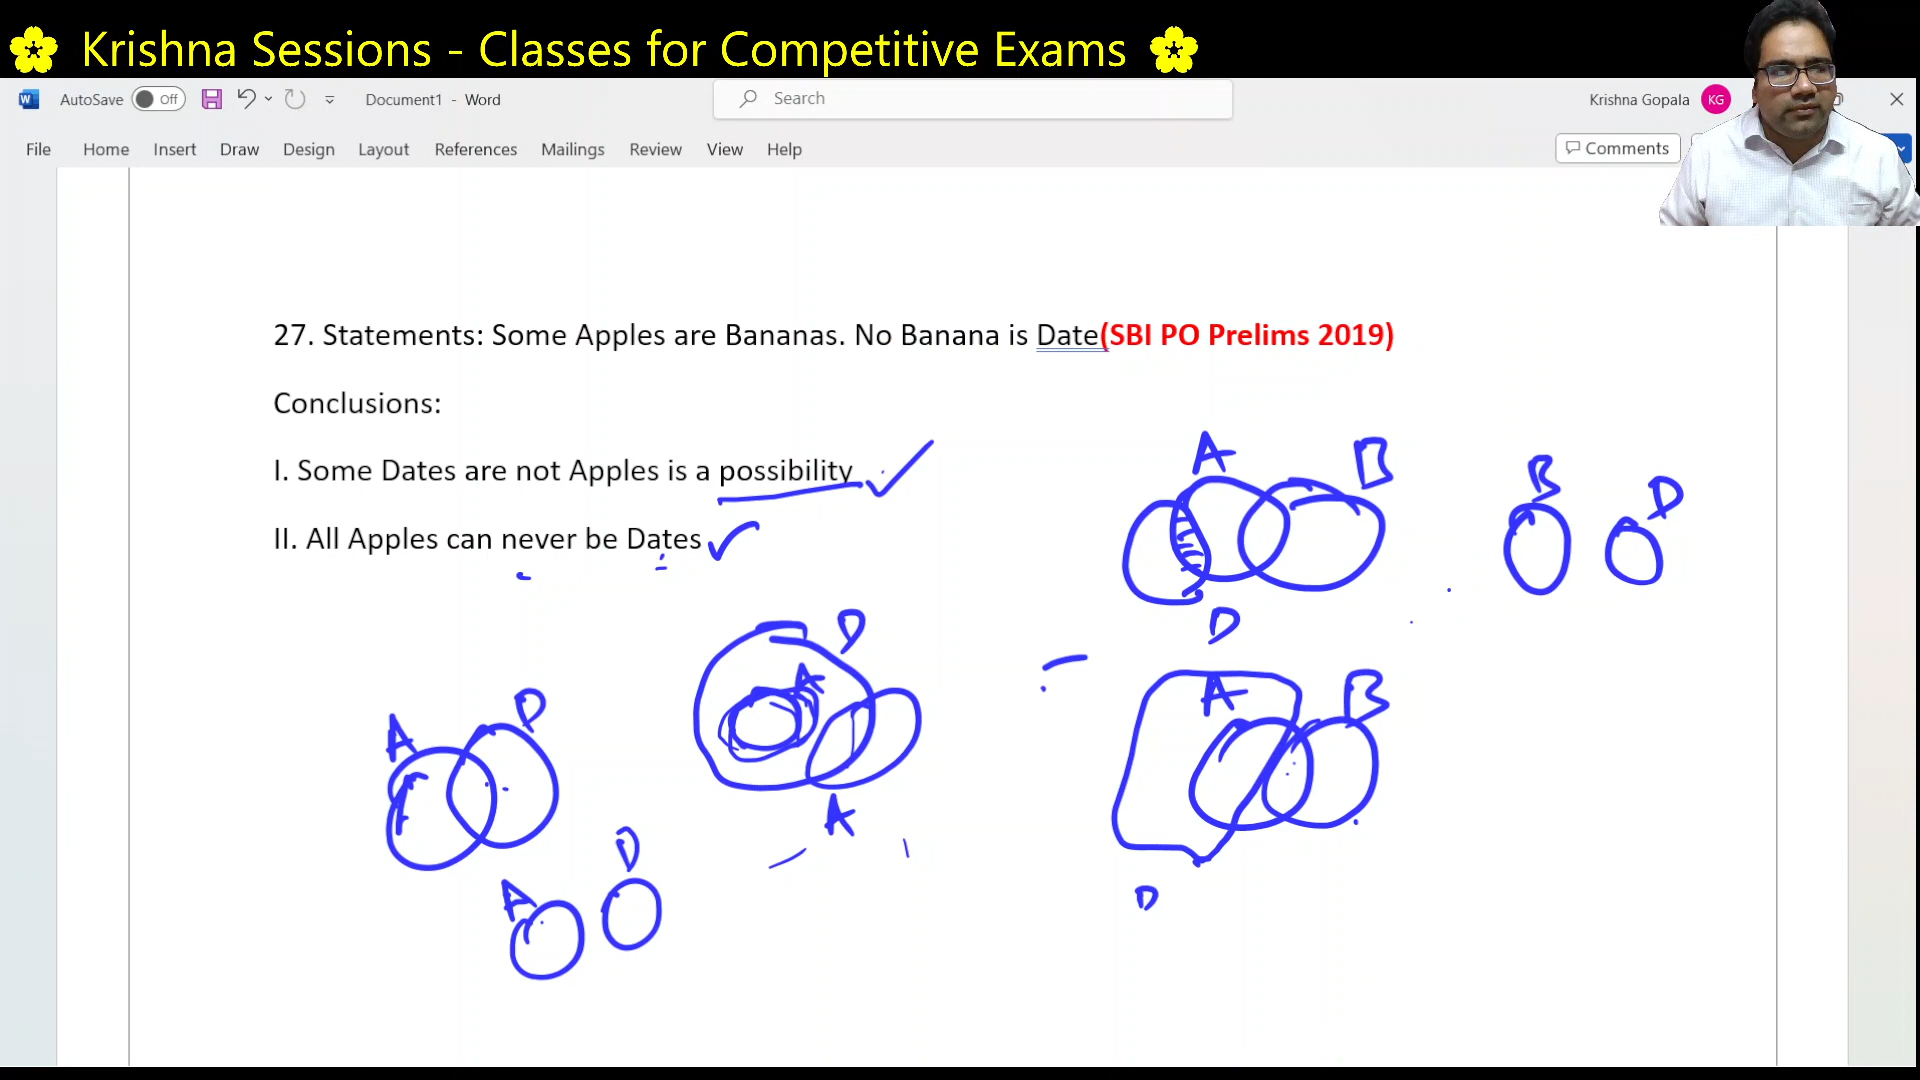 Krishna Sessions - Classes for Competitive Exams
AutoSave Off Document1 - Word Search Krishna Gopala KG
File Home Insert Draw Design Layout References Mailings Review View Help Comments
27. Statements: Some Apples are Bananas. No Banana is Date(SBI PO Prelims 2019)
Conclusions:
I. Some Dates are not Apples is a possibility
II. All Apples can never be Dates
A B B D
D
D A
A B
A D
A
D
A D